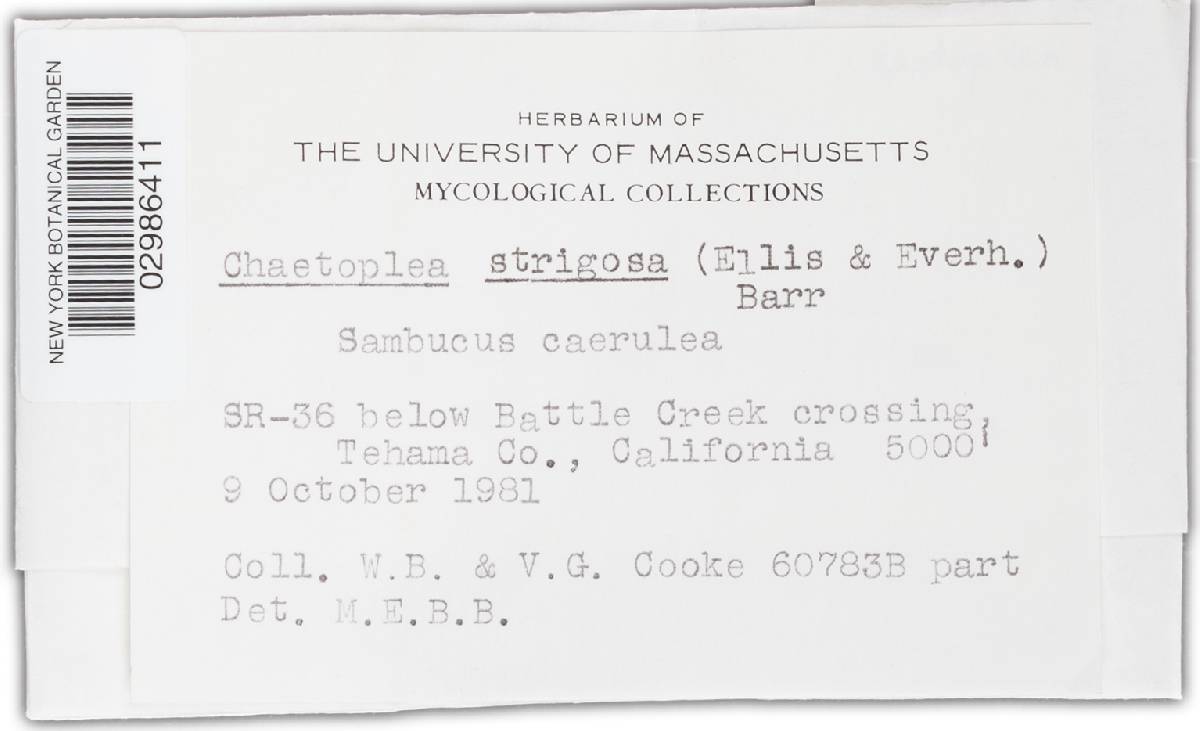 NEW YORK BOTANICAL GARDEN
02986411
HERBARIUM OF
THE UNIVERSITY OF MASSACHUSETTS
MYCOLOGICAL COLLECTIONS
Chaetoplea strigosa (Ellis & Everh.)
Barr
Sambucus caerulea
SR-36 below Battle Creek crossing,
Tehama Co., California 5000'
9 October 1981
Coll. W.B. & V.G. Cooke 60783B part
Det. M.E.B.B.